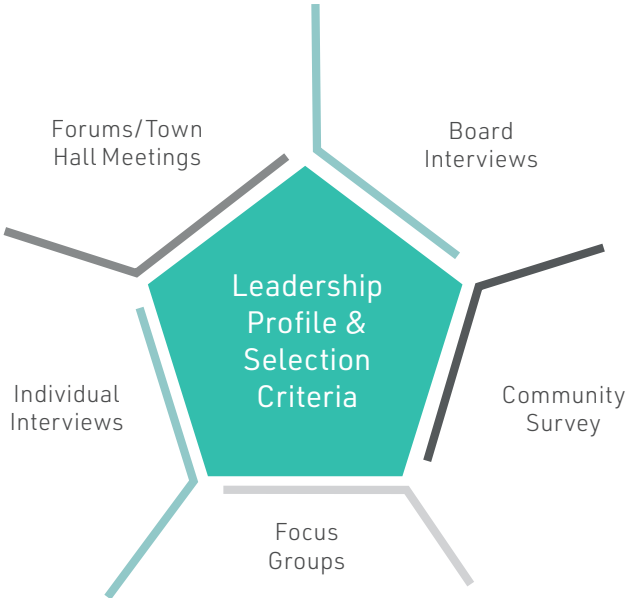 Forums/Town
Hall Meetings
Board
Interviews
Leadership
Profile &
Selection
Criteria
Individual
Interviews
Community
Survey
Focus
Groups